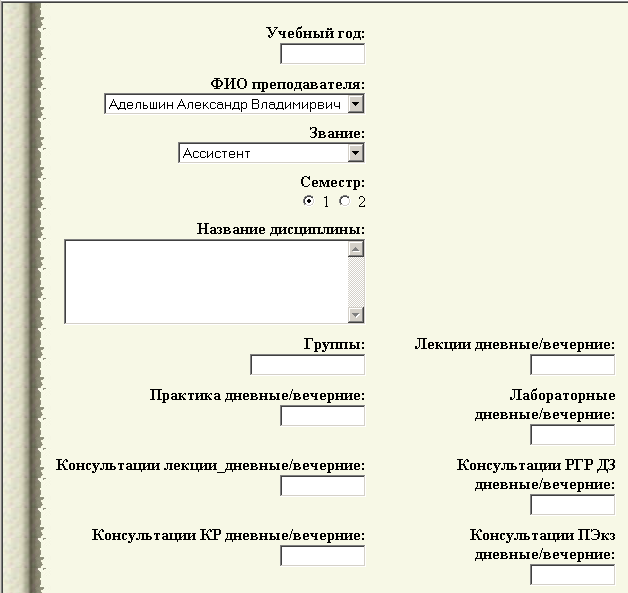 Учебный год:
ФИО преподавателя:
Адельшин Александр Владимирвич
Звание:
Ассистент
Семестр:
1 2
Название дисциплины:
Группы:
Лекции дневные/вечерние:
Практика дневные/вечерние:
Лабораторные
дневные/вечерние:
Консультации лекции_дневные/вечерние:
Консультации РГР ДЗ
дневные/вечерние:
Консультации КР дневные/вечерние:
Консультации ПЭкз
дневные/вечерние: